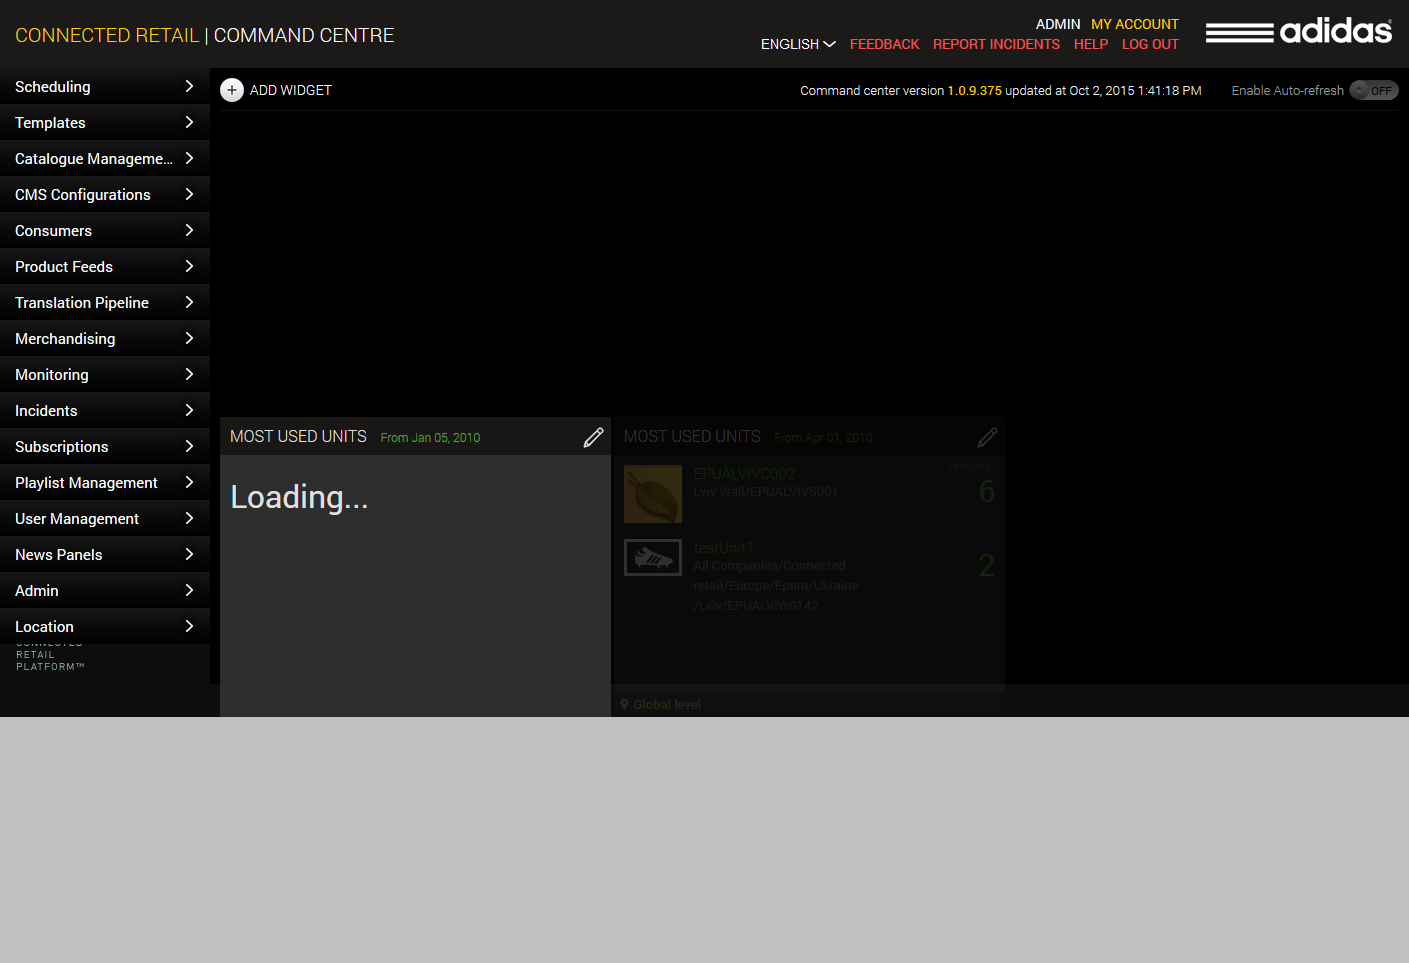 CONNECTED RETAIL | COMMAND CENTRE
ADMIN MY ACCOUNT
ENGLISH FEEDBACK REPORT INCIDENTS HELP LOG OUT
adidas
Scheduling
Templates
Catalogue Manageme...
CMS Configurations
Consumers
Product Feeds
Translation Pipeline
Merchandising
Monitoring
Incidents
Subscriptions
Playlist Management
User Management
News Panels
Admin
Location
CONNECTED
RETAIL
PLATFORM™
+ ADD WIDGET
Command center version 1.0.9.375 updated at Oct 2, 2015 1:41:18 PM
Enable Auto-refresh OFF
MOST USED UNITS From Jan 05, 2010
Loading...
MOST USED UNITS From Apr 01, 2010
Sessions
EPUALVIVC002
Lviv Wall/EPUALVIVS001
6
testUnit1
All Companies/Connected
retail/Europe/Epam/Ukraine
/Lviv/EPUALVIW0142
2
Global level